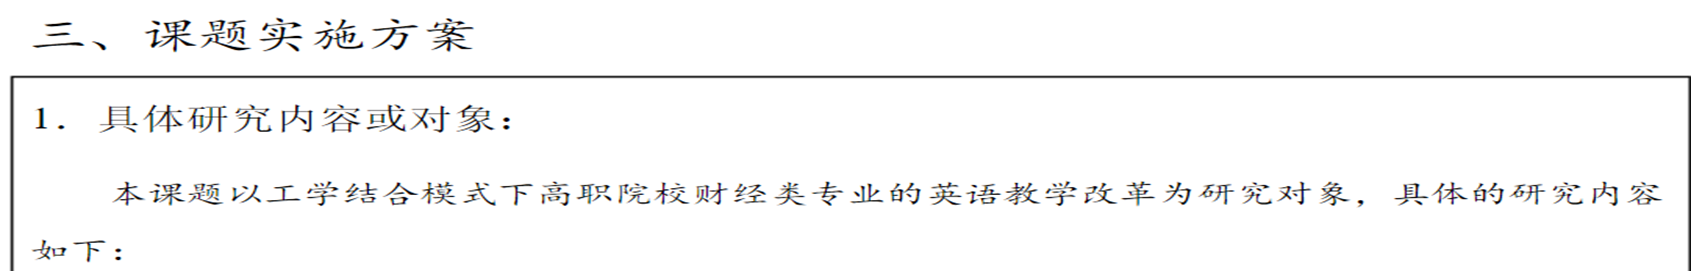 三、课题实施方案
1. 具体研究内容或对象：
本课题以工学结合模式下高职院校财经类专业的英语教学改革为研究对象，具体的研究内容
如下：